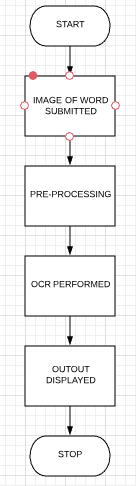 START
IMAGE OF WORD
SUBMITTED
PRE-PROCESSING
OCR PERFORMED
OUTOUT
DISPLAYED
STOP